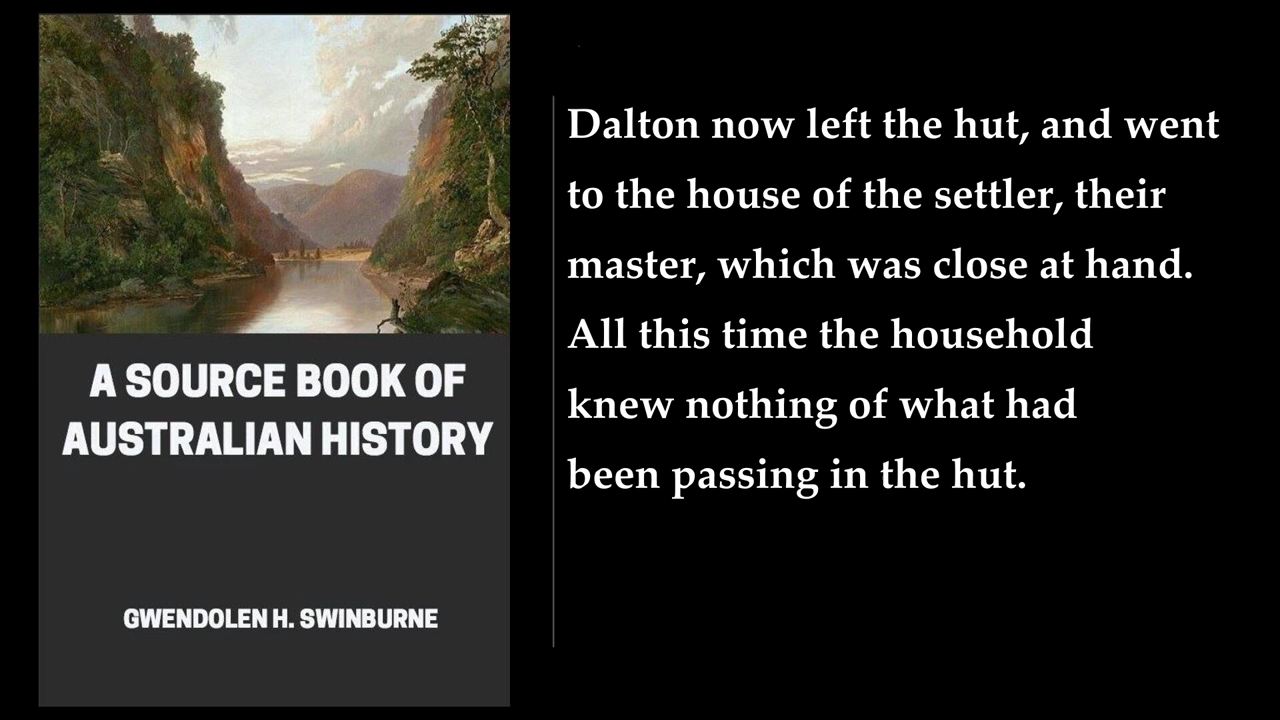 A SOURCE BOOK OF
AUSTRALIAN HISTORY
GWENDOLEN H. SWINBURNE
Dalton now left the hut, and went
to the house of the settler, their
master, which was close at hand.
All this time the household
knew nothing of what had
been passing in the hut.